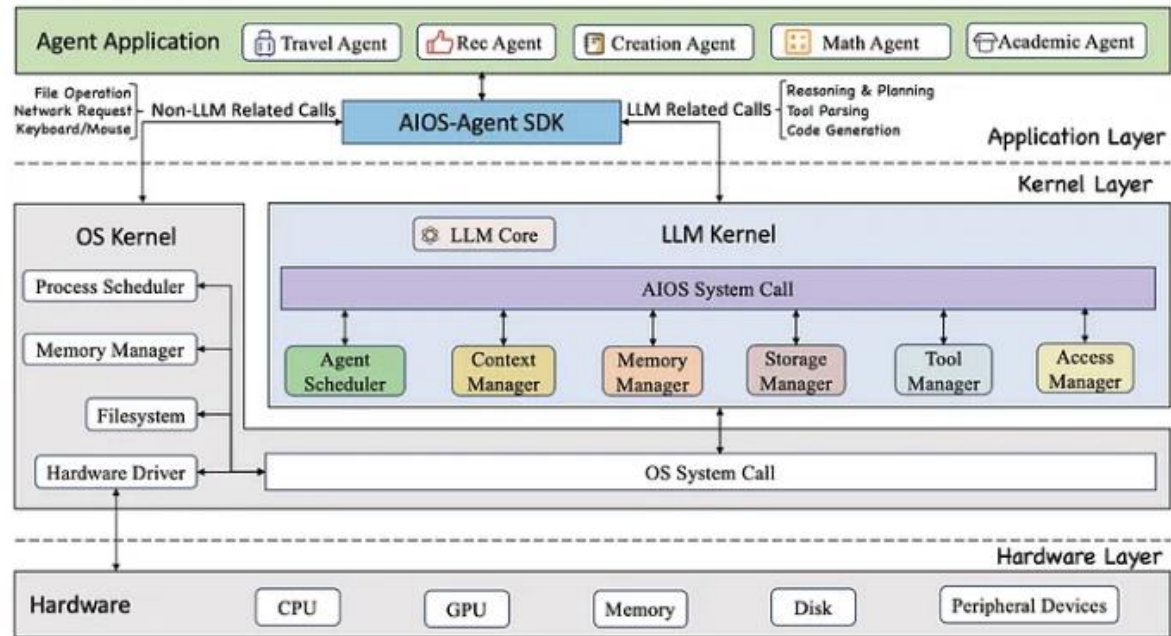 Agent Application
Travel Agent
Rec Agent
Creation Agent
Math Agent
Academic Agent
File Operation
Network Request
Keyboard/Mouse
Non-LLM Related Calls
AIOS-Agent SDK
LLM Related Calls
Reasoning & Planning
Tool Parsing
Code Generation
Application Layer
Kernel Layer
OS Kernel
Process Scheduler
Memory Manager
Filesystem
Hardware Driver
LLM Core
LLM Kernel
AIOS System Call
Agent
Scheduler
Context
Manager
Memory
Manager
Storage
Manager
Tool
Manager
Access
Manager
OS System Call
Hardware Layer
Hardware
CPU
GPU
Memory
Disk
Peripheral Devices